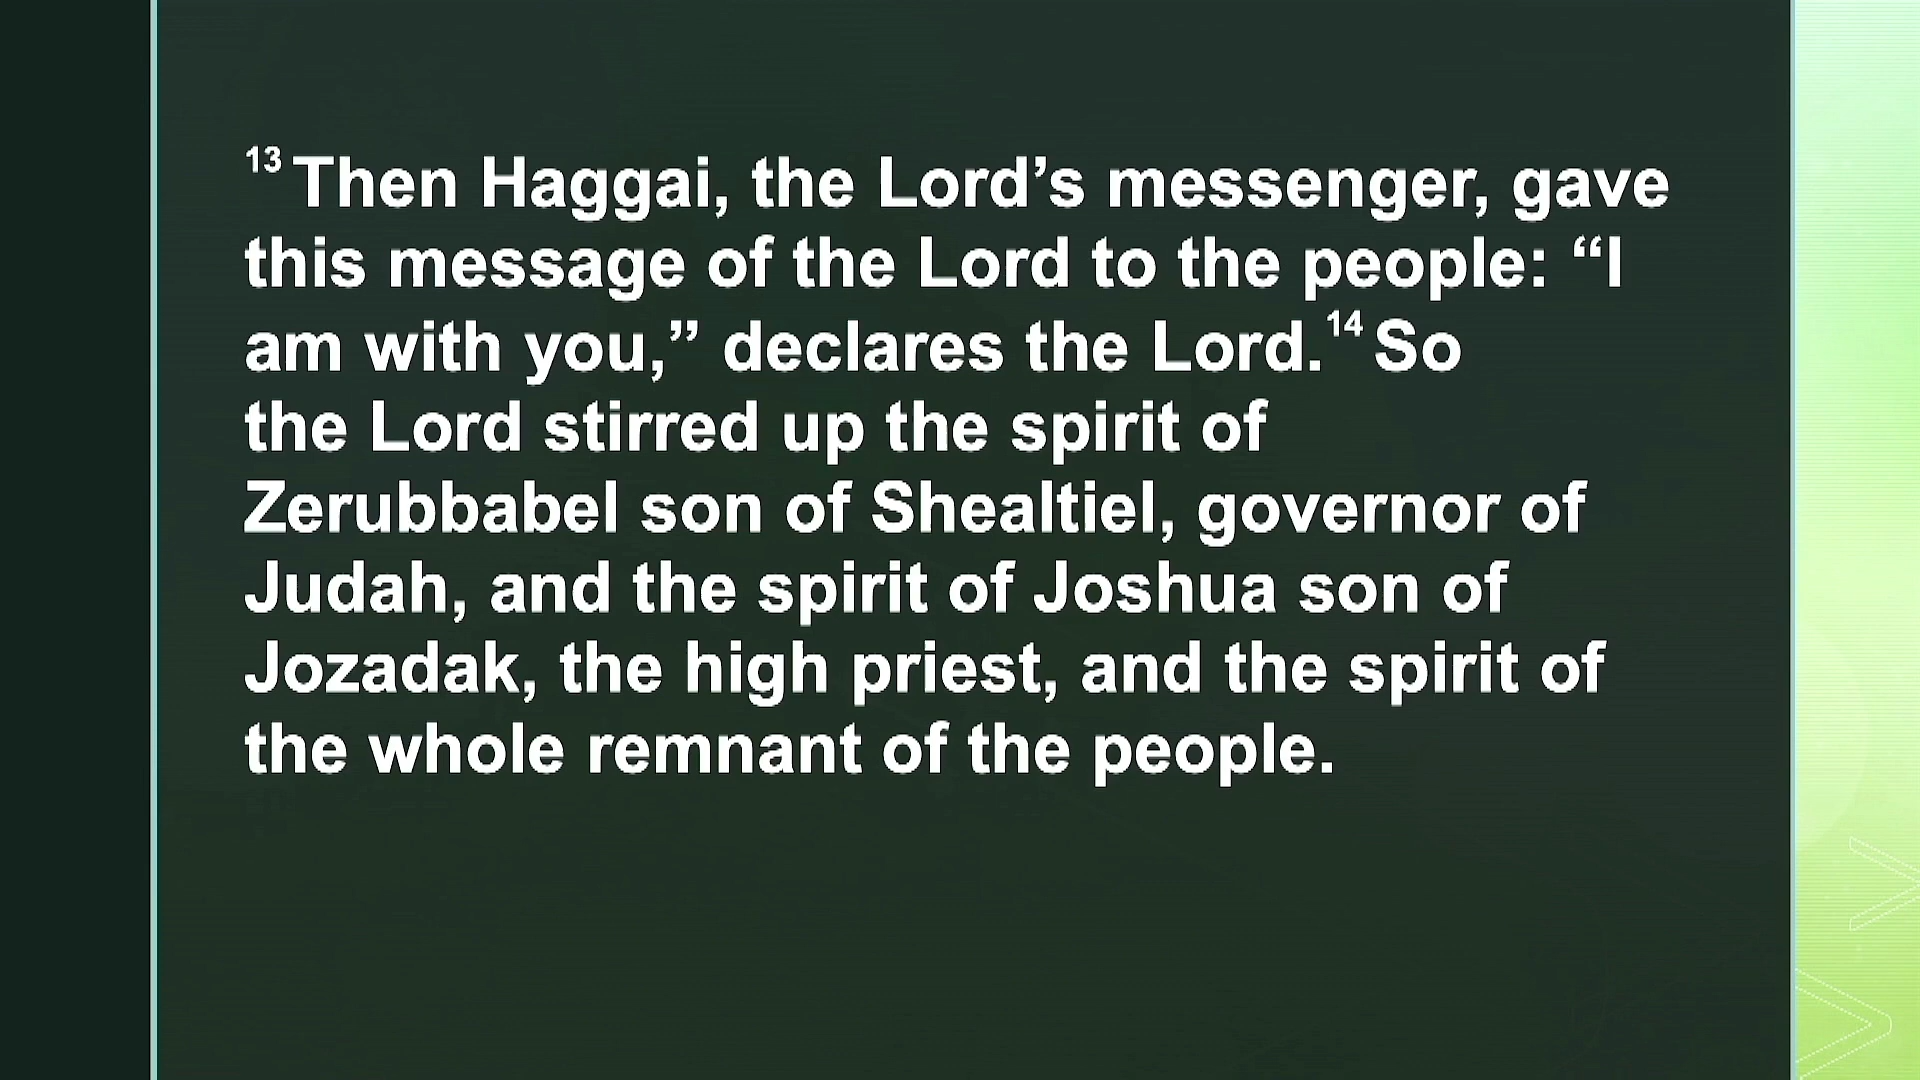 13 Then Haggai, the Lord’s messenger, gave
this message of the Lord to the people: “I
am with you,” declares the Lord.14 So
the Lord stirred up the spirit of
Zerubbabel son of Shealtiel, governor of
Judah, and the spirit of Joshua son of
Jozadak, the high priest, and the spirit of
the whole remnant of the people.